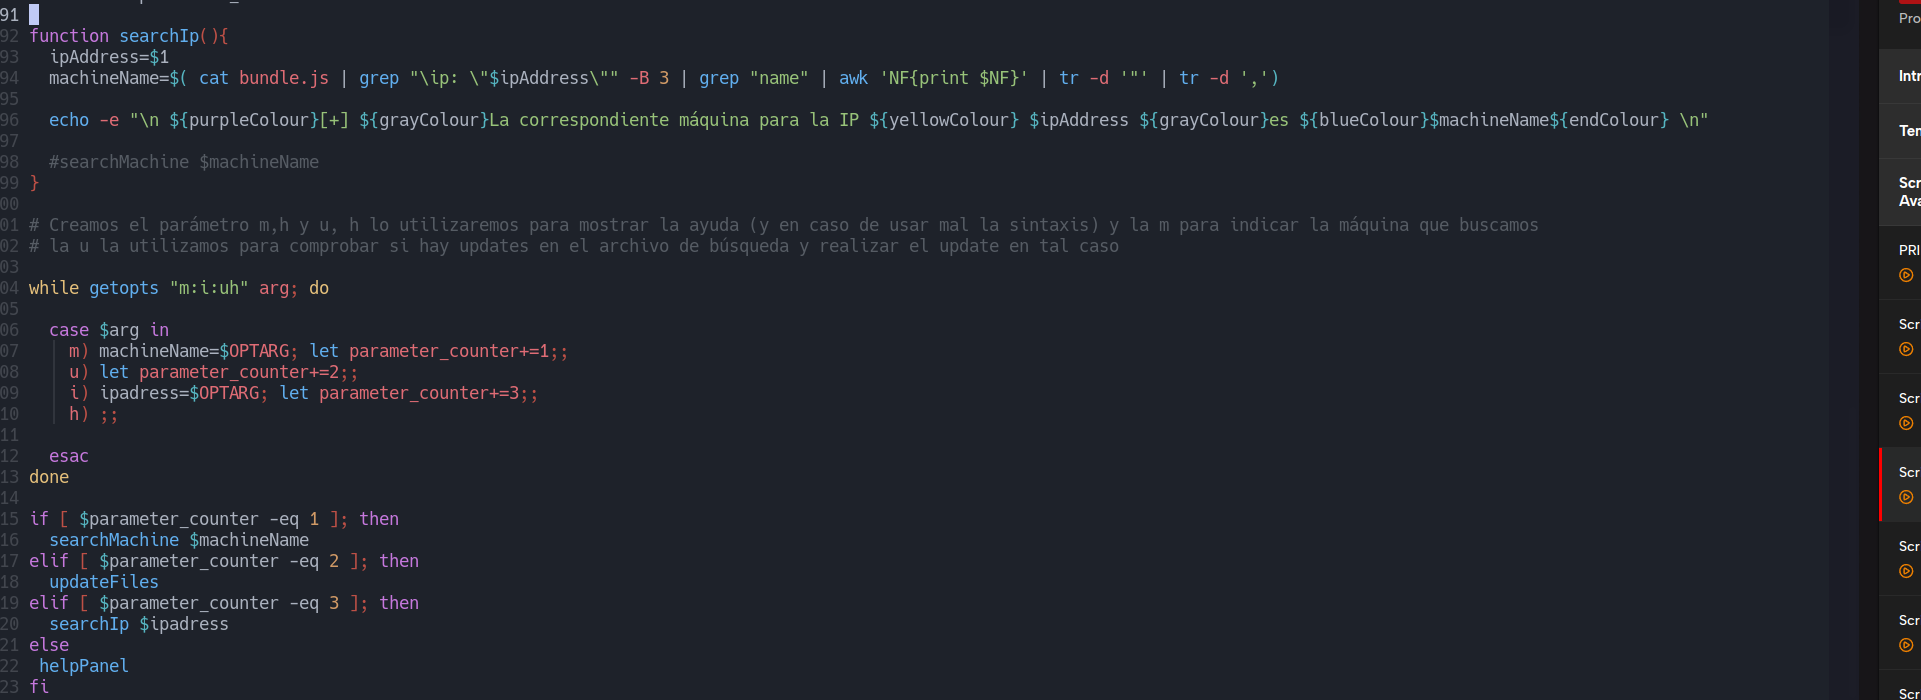 91
92 function searchIp(){
93   ipAddress=$1
94   machineName=$( cat bundle.js | grep "\ip: \"$ipAddress\"" -B 3 | grep "name" | awk 'NF{print $NF}' | tr -d '"' | tr -d ',')
95
96   echo -e "\n ${purpleColour}[+] ${grayColour}La correspondiente máquina para la IP ${yellowColour} $ipAddress ${grayColour}es ${blueColour}$machineName${endColour} \n"
97
98   #searchMachine $machineName
99 }
00
01 # Creamos el parámetro m,h y u, h lo utilizaremos para mostrar la ayuda (y en caso de usar mal la sintaxis) y la m para indicar la máquina que buscamos
02 # la u la utilizamos para comprobar si hay updates en el archivo de búsqueda y realizar el update en tal caso
03
04 while getopts "m:i:uh" arg; do
05
06   case $arg in
07     m) machineName=$OPTARG; let parameter_counter+=1;;
08     u) let parameter_counter+=2;;
09     i) ipadress=$OPTARG; let parameter_counter+=3;;
10     h) ;;
11
12   esac
13 done
14
15 if [ $parameter_counter -eq 1 ]; then
16   searchMachine $machineName
17 elif [ $parameter_counter -eq 2 ]; then
18   updateFiles
19 elif [ $parameter_counter -eq 3 ]; then
20   searchIp $ipadress
21 else
22  helpPanel
23 fi
Pro
Intr
Ten
Scr
Ava
PRI
Scr
Scr
Scr
Scr
Scr
Scr